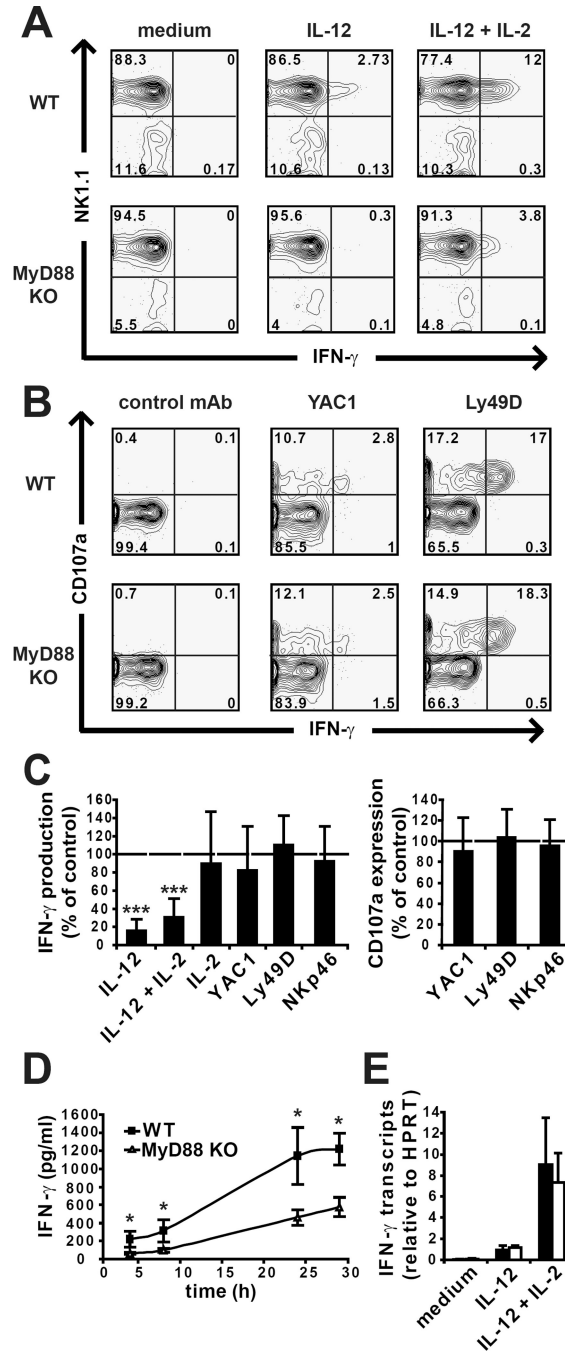 A
medium IL-12 IL-12 + IL-2
WT
88.3 0
11.6 0.17
86.5 2.73
10.6 0.13
77.4 12
10.3 0.3
NK1.1
MyD88
KO
94.5 0
5.5 0
95.6 0.3
4 0.1
91.3 3.8
4.8 0.1
IFN-γ
B
control mAb YAC1 Ly49D
WT
0.4 0.1
99.4 0.1
10.7 2.8
85.5 1
17.2 17
65.5 0.3
CD107a
MyD88
KO
0.7 0.1
99.2 0
12.1 2.5
83.9 1.5
14.9 18.3
66.3 0.5
IFN-γ
C
IFN-γ production
(% of control)
160
140
120
100
80
60
40
20
0
*** ***
IL-12
IL-12 + IL-2
IL-2
YAC1
Ly49D
NKp46
CD107a expression
(% of control)
140
120
100
80
60
40
20
0
YAC1
Ly49D
NKp46
D
IFN-γ (pg/ml)
1600
1400
1200
1000
800
600
400
200
0
WT
MyD88 KO
* * * *
0 5 10 15 20 25 30
time (h)
E
IFN-γ transcripts
(relative to HPRT)
14
12
10
8
6
4
2
0
medium
IL-12
IL-12 + IL-2